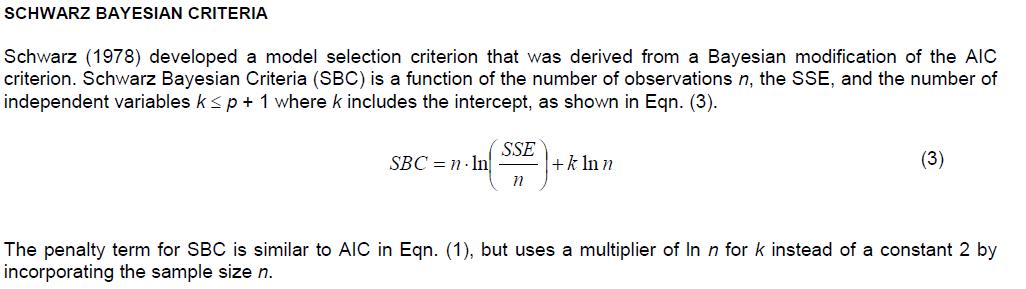 SCHWARZ BAYESIAN CRITERIA
Schwarz (1978) developed a model selection criterion that was derived from a Bayesian modification of the AIC
criterion. Schwarz Bayesian Criteria (SBC) is a function of the number of observations n, the SSE, and the number of
independent variables k ≤ p + 1 where k includes the intercept, as shown in Eqn. (3).
SBC = n · ln(SSE / n) + k ln n (3)
The penalty term for SBC is similar to AIC in Eqn. (1), but uses a multiplier of ln n for k instead of a constant 2 by
incorporating the sample size n.